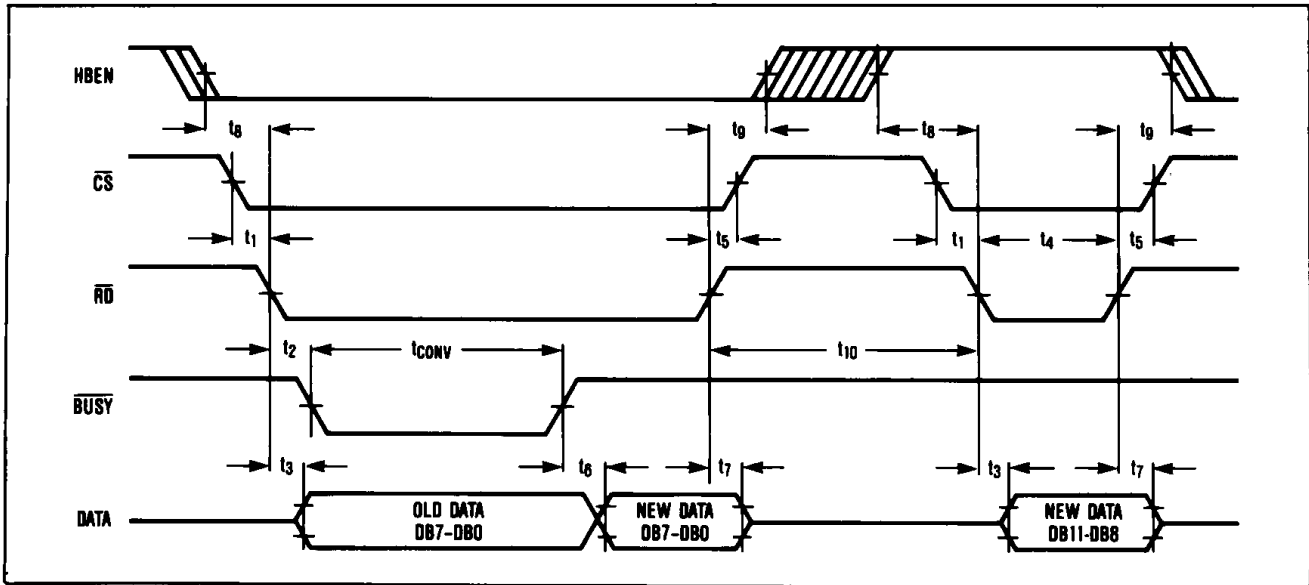 HBEN
t8 t9 t8 t9
CS
t1 t5 t1 t4 t5
RD
t2 tCONV t10
BUSY
t3 t6 t7 t3 t7
DATA
OLD DATA
DB7-DB0
NEW DATA
DB7-DB0
NEW DATA
DB11-DB8